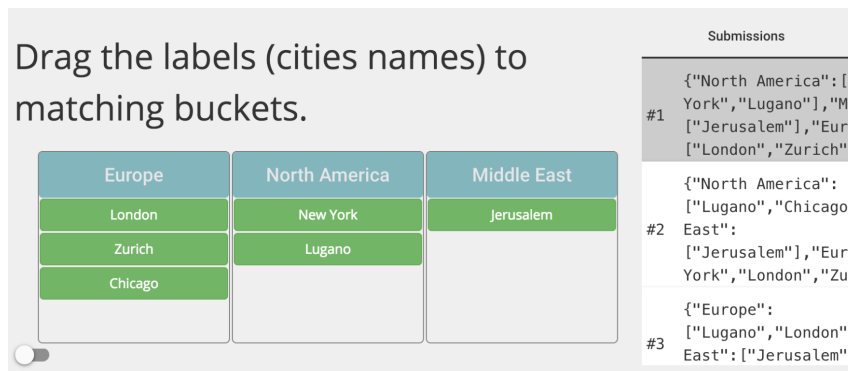 Drag the labels (cities names) to
matching buckets.
Europe North America Middle East
London New York Jerusalem
Zurich Lugano
Chicago
Submissions
{"North America":[
York","Lugano"],"M
#1
["Jerusalem"],"Eur
["London","Zurich"
{"North America":
["Lugano","Chicago
#2 East":
["Jerusalem"],"Eur
York","London","Zu
{"Europe":
["Lugano","London"
#3 East":["Jerusalem"